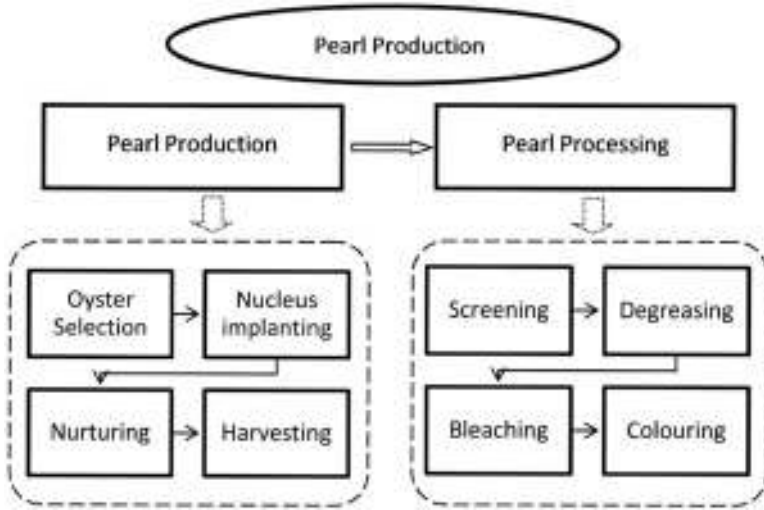 Pearl Production
Pearl Production
Pearl Processing
Oyster
Selection
Nucleus
implanting
Nurturing
Harvesting
Screening
Degreasing
Bleaching
Colouring